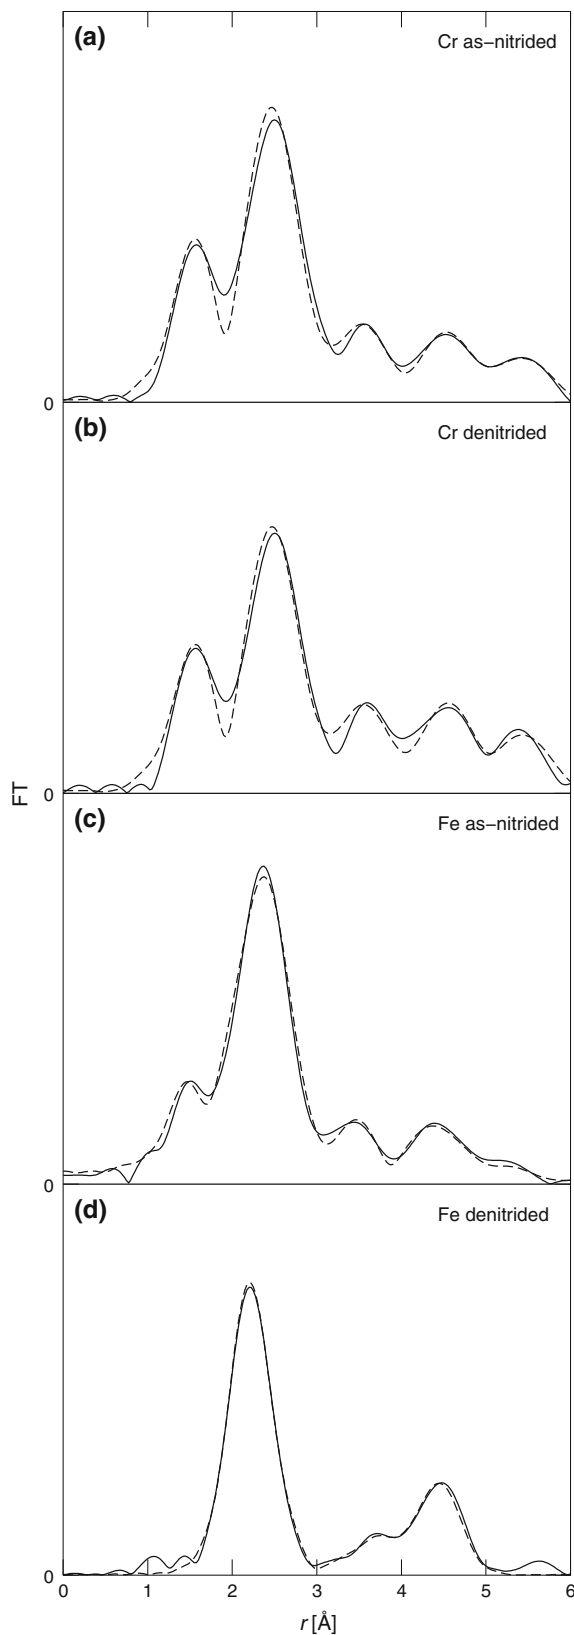 (a)
Cr as−nitrided
0
(b)
Cr denitrided
0
FT
(c)
Fe as−nitrided
0
(d)
Fe denitrided
0
0 1 2 3 4 5 6
r [Å]